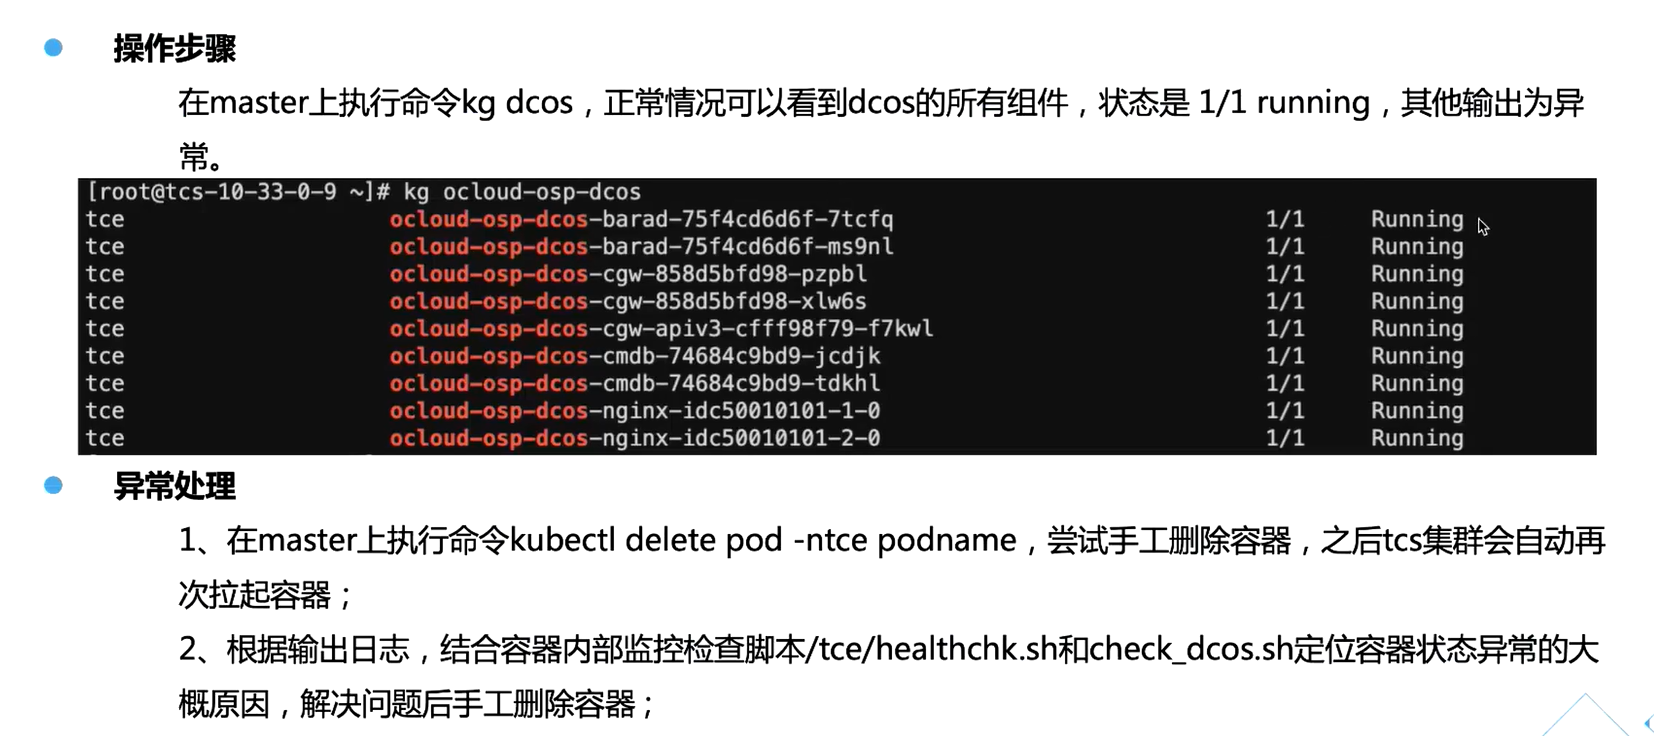 操作步骤
在master上执行命令kg dcos，正常情况可以看到dcos的所有组件，状态是 1/1 running，其他输出为异
常。
[root@tcs-10-33-0-9 ~]# kg ocloud-osp-dcos
tce ocloud-osp-dcos-barad-75f4cd6d6f-7tcfq 1/1 Running
tce ocloud-osp-dcos-barad-75f4cd6d6f-ms9nl 1/1 Running
tce ocloud-osp-dcos-cgw-858d5bfd98-pzpbl 1/1 Running
tce ocloud-osp-dcos-cgw-858d5bfd98-xlw6s 1/1 Running
tce ocloud-osp-dcos-cgw-apiv3-cfff98f79-f7kwl 1/1 Running
tce ocloud-osp-dcos-cmdb-74684c9bd9-jcdjk 1/1 Running
tce ocloud-osp-dcos-cmdb-74684c9bd9-tdkhl 1/1 Running
tce ocloud-osp-dcos-nginx-idc50010101-1-0 1/1 Running
tce ocloud-osp-dcos-nginx-idc50010101-2-0 1/1 Running
异常处理
1、在master上执行命令kubectl delete pod -ntce podname，尝试手工删除容器，之后tcs集群会自动再
次拉起容器；
2、根据输出日志，结合容器内部监控检查脚本/tce/healthchk.sh和check_dcos.sh定位容器状态异常的大
概原因，解决问题后手工删除容器；